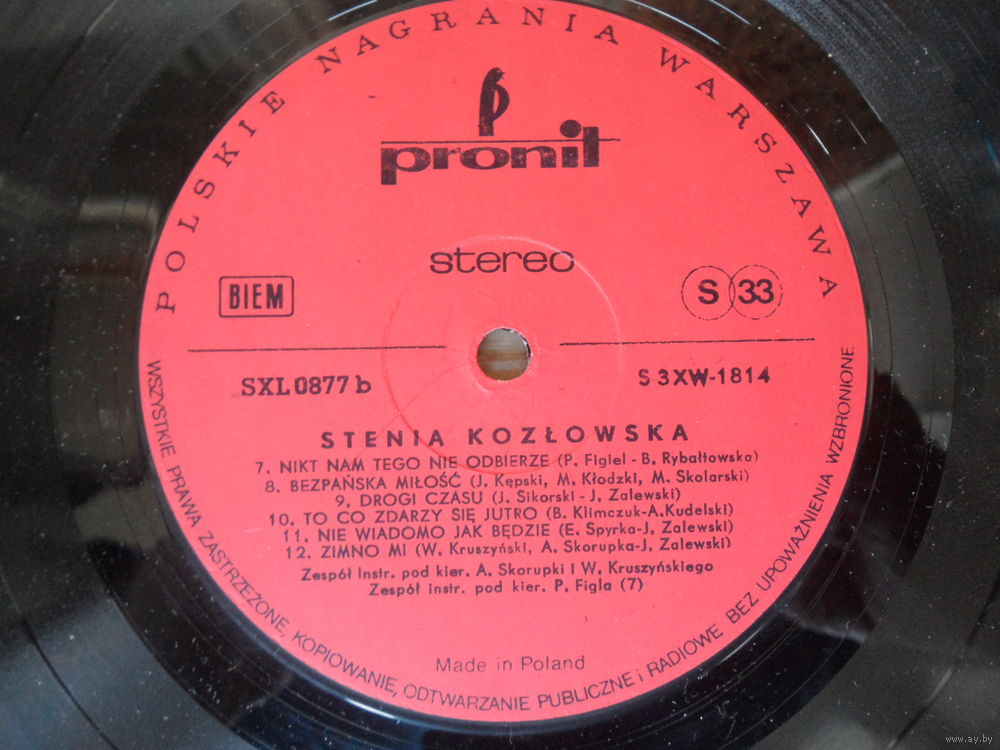 POLSKIE NAGRANIA WARSZAWA
pronit
stereo
BIEM
S 33
SXL 0877 b
S 3XW-1814
STENIA KOZŁOWSKA
7. NIKT NAM TEGO NIE ODBIERZE (P. Figiel - B. Rybałtowska)
8. BEZPAŃSKA MIŁOŚĆ (J. Kępski, M. Kłodzki, M. Skolarski)
9. DROGI CZASU (J. Sikorski - J. Zalewski)
10. TO CO ZDARZY SIĘ JUTRO (B. Klimczuk-A. Kudelski)
11. NIE WIADOMO JAK BĘDZIE (E. Spyrka-J, Zalewski)
12. ZIMNO MI (W. Kruszyński, A. Skorupka-J. Zalewski)
Zespół Instr. pod kier. A. Skorupki i W. Kruszyńskiego
Zespół instr. pod kier. P. Figla (7)
Made in Poland
WSZYSTKIE PRAWA ZASTRZEŻONE, KOPIOWANIE, ODTWARZANIE PUBLICZNE i RADIOWE BEZ UPOWAŻNIENIA WZBRONIONE
www.ay.by